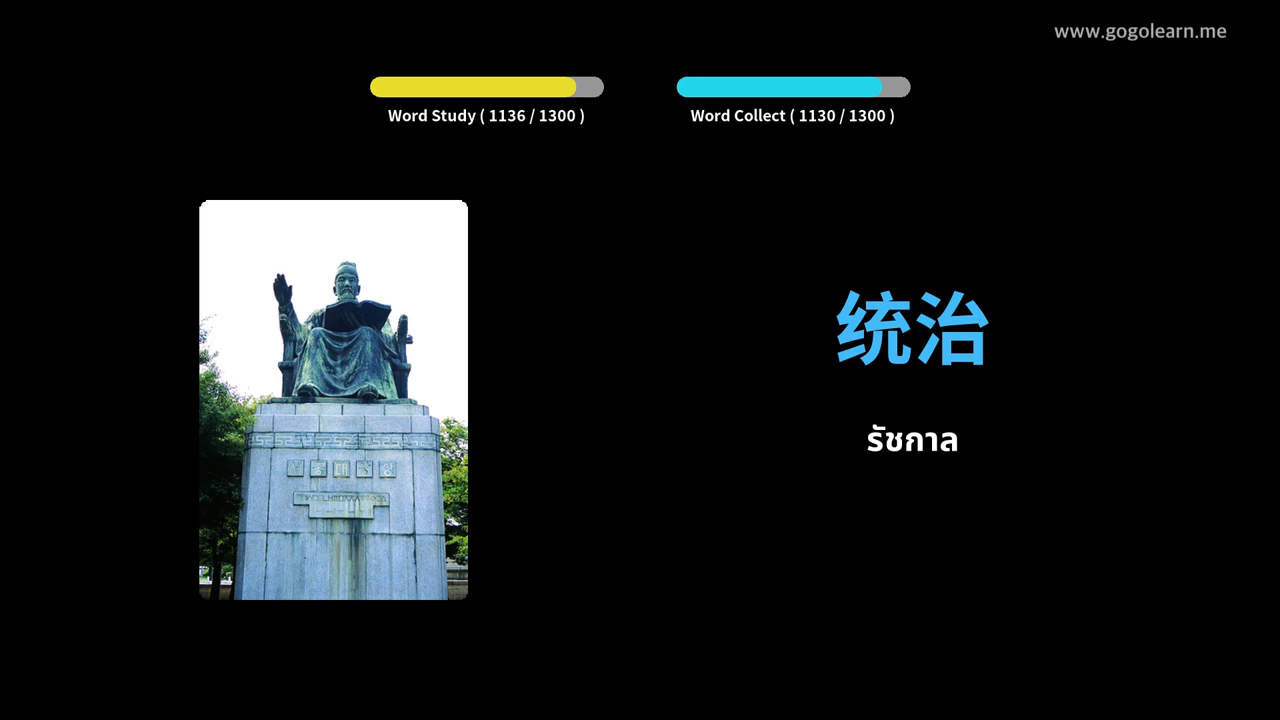 www.gogolearn.me
Word Study ( 1136 / 1300 )
Word Collect ( 1130 / 1300 )
统治
รัชกาล